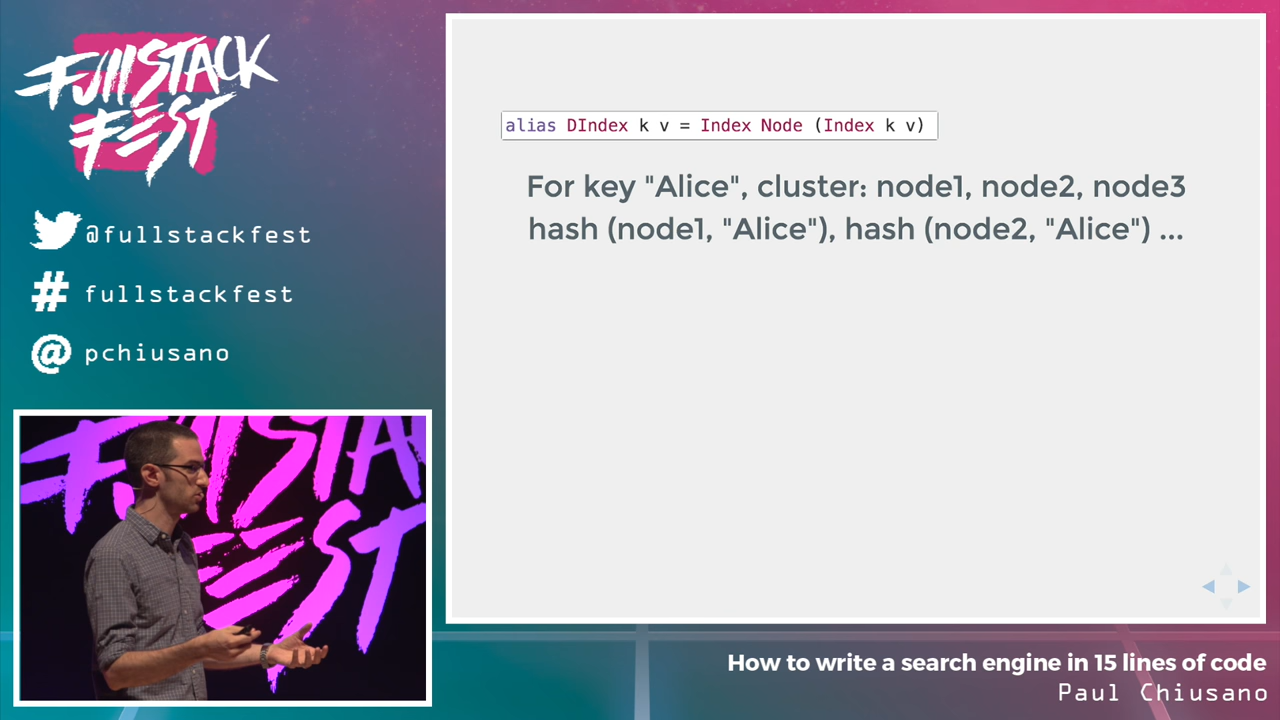 FullSTACK
FEST
@fullstackfest
# fullstackfest
@ pchiusano
alias DIndex k v = Index Node (Index k v)
For key "Alice", cluster: node1, node2, node3
hash (node1, "Alice"), hash (node2, "Alice") ...
How to write a search engine in 15 lines of code
Paul Chiusano